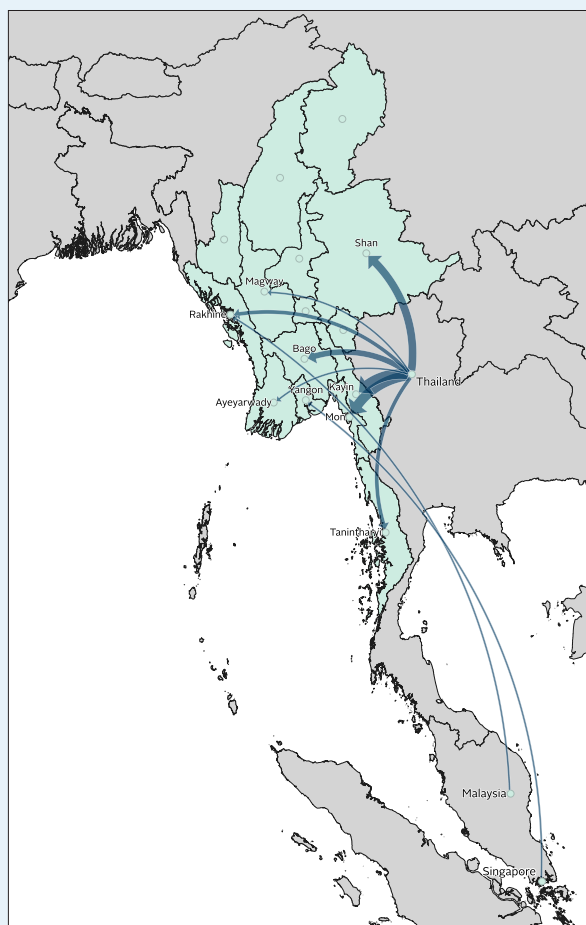 Shan
Magway
Rakhine
Bago
Thailand
Kayin
Yangon
Ayeyarwady
Mon
Tanintharyi
Malaysia
Singapore